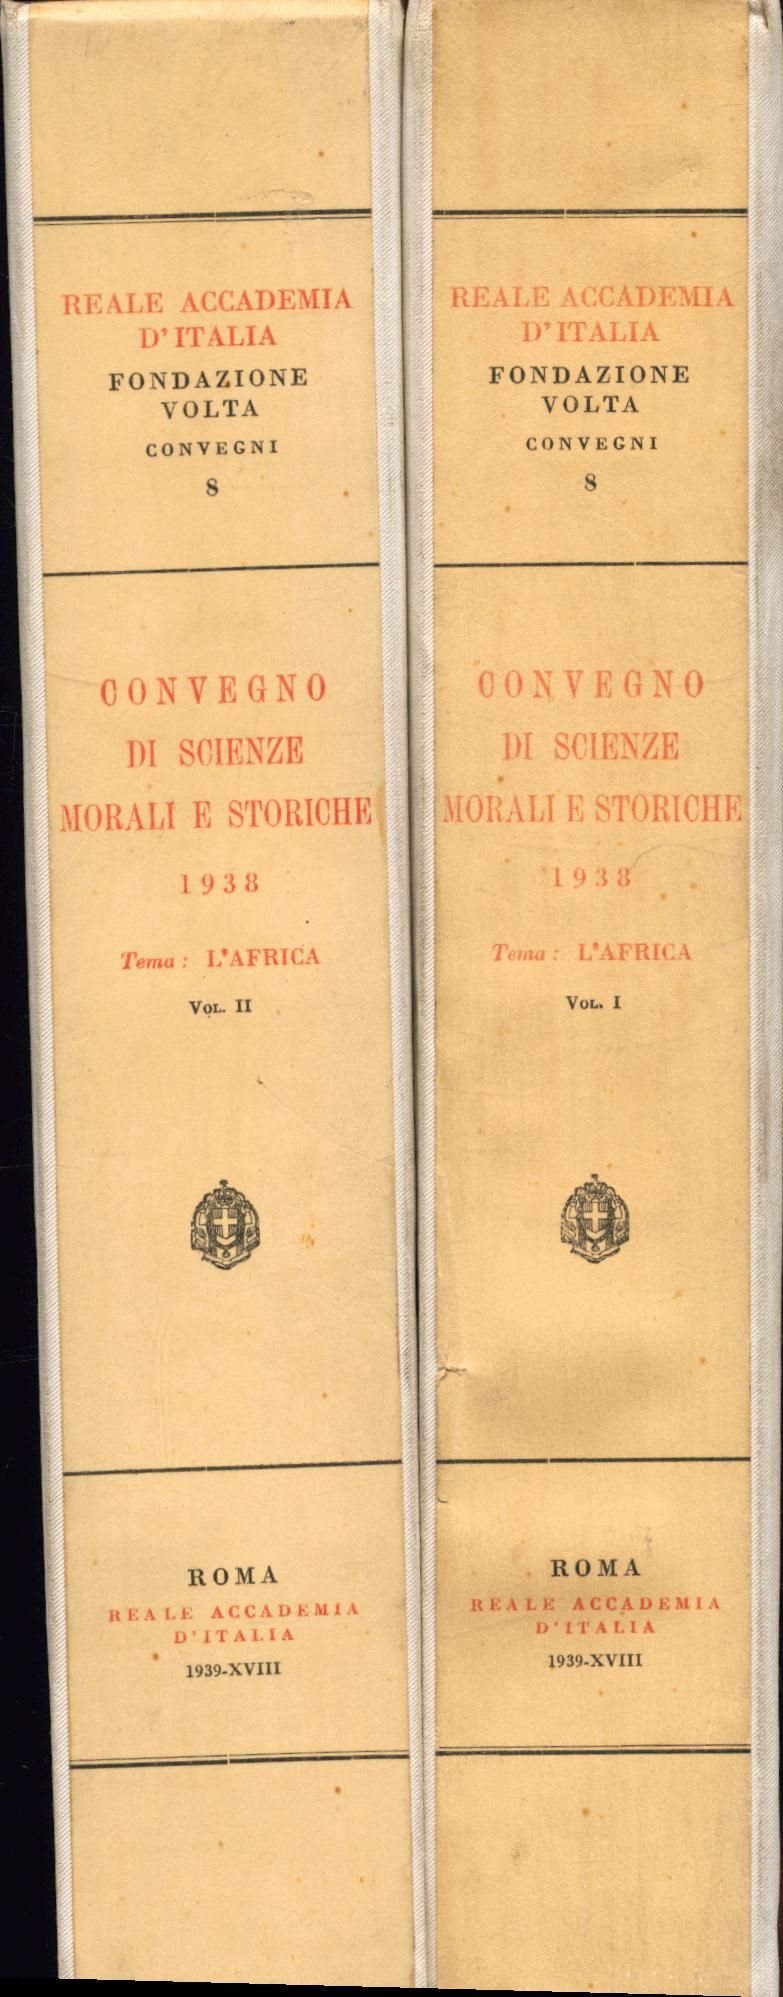 REALE ACCADEMIA
D'ITALIA
FONDAZIONE
VOLTA
CONVEGNI
8
CONVEGNO
DI SCIENZE
MORALI E STORICHE
1938
Tema: L'AFRICA
VOL. II
ROMA
REALE ACCADEMIA
D'ITALIA
1939-XVIII
REALE ACCADEMIA
D'ITALIA
FONDAZIONE
VOLTA
CONVEGNI
8
CONVEGNO
DI SCIENZE
MORALI E STORICHE
1938
Tema: L'AFRICA
VOL. I
ROMA
REALE ACCADEMIA
D'ITALIA
1939-XVIII